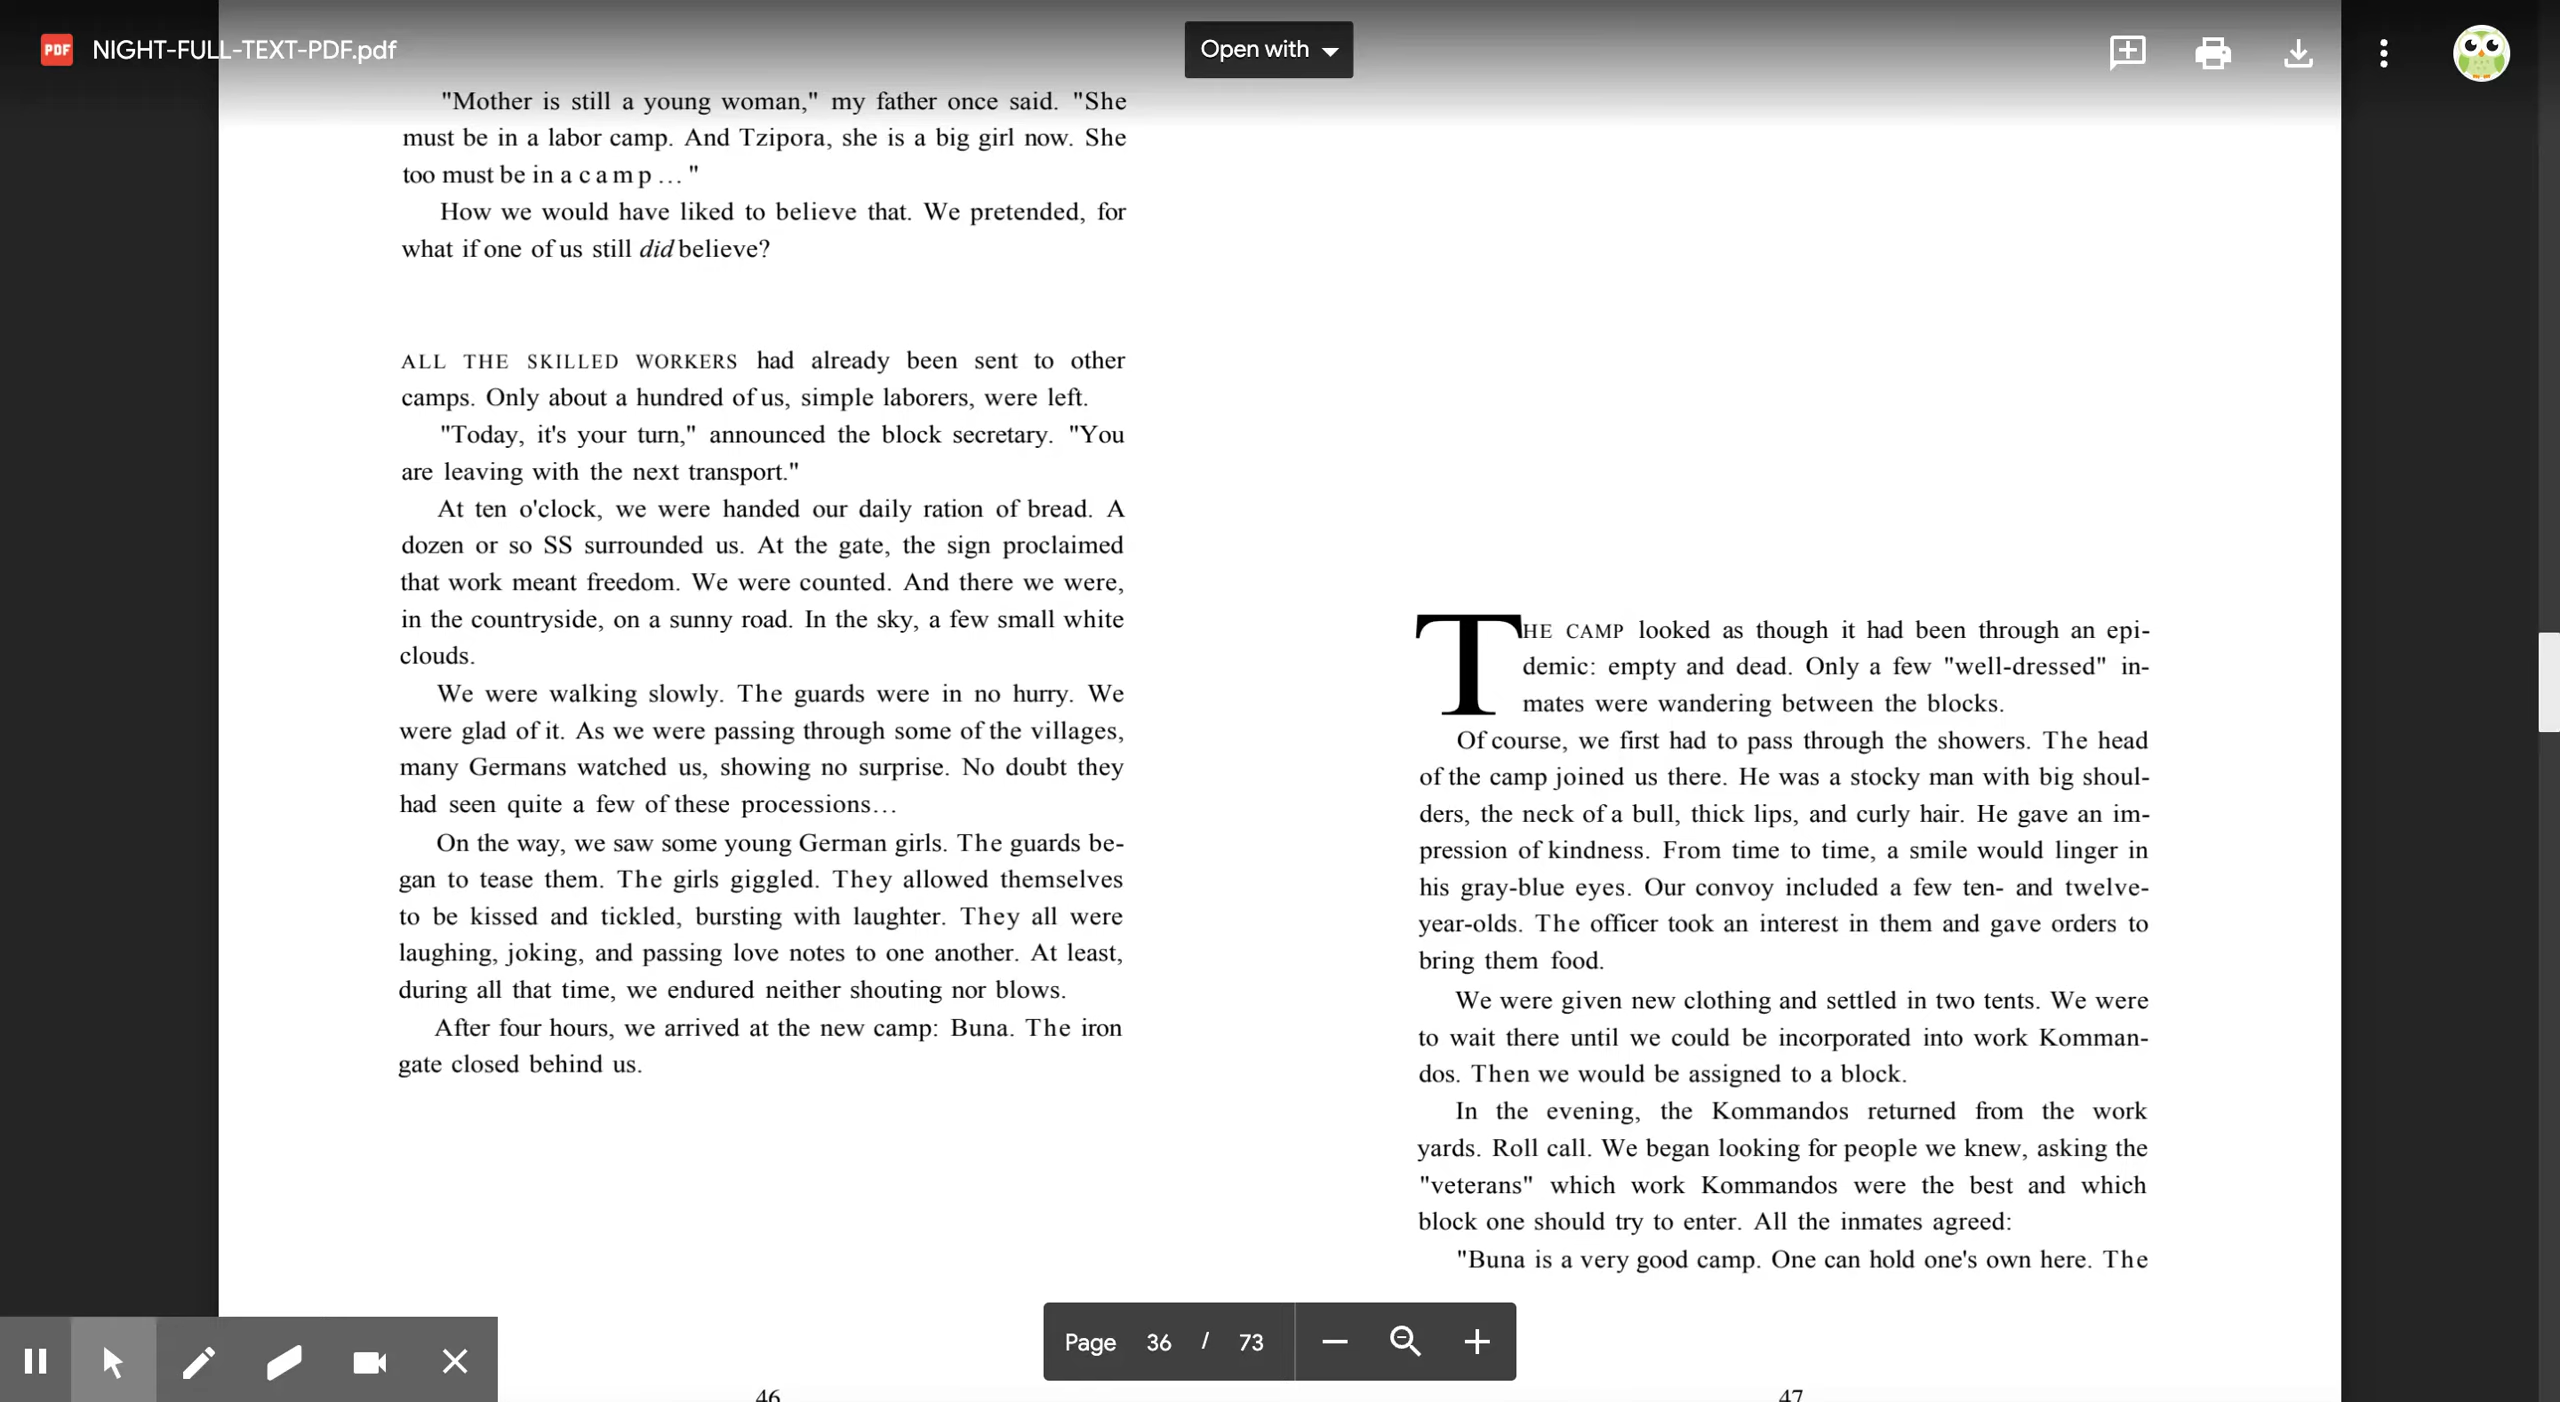 NIGHT-FULL-TEXT-PDF.pdf
Open with
"Mother is still a young woman," my father once said. "She
must be in a labor camp. And Tzipora, she is a big girl now. She
too must be in a camp… "
How we would have liked to believe that. We pretended, for
what if one of us still did believe?
ALL THE SKILLED WORKERS had already been sent to other
camps. Only about a hundred of us, simple laborers, were left.
"Today, it's your turn," announced the block secretary. "You
are leaving with the next transport."
At ten o'clock, we were handed our daily ration of bread. A
dozen or so SS surrounded us. At the gate, the sign proclaimed
that work meant freedom. We were counted. And there we were,
in the countryside, on a sunny road. In the sky, a few small white
clouds.
We were walking slowly. The guards were in no hurry. We
were glad of it. As we were passing through some of the villages,
many Germans watched us, showing no surprise. No doubt they
had seen quite a few of these processions…
On the way, we saw some young German girls. The guards be-
gan to tease them. The girls giggled. They allowed themselves
to be kissed and tickled, bursting with laughter. They all were
laughing, joking, and passing love notes to one another. At least,
during all that time, we endured neither shouting nor blows.
After four hours, we arrived at the new camp: Buna. The iron
gate closed behind us.
46
THE CAMP looked as though it had been through an epi-
demic: empty and dead. Only a few "well-dressed" in-
mates were wandering between the blocks.
Of course, we first had to pass through the showers. The head
of the camp joined us there. He was a stocky man with big shoul-
ders, the neck of a bull, thick lips, and curly hair. He gave an im-
pression of kindness. From time to time, a smile would linger in
his gray-blue eyes. Our convoy included a few ten- and twelve-
year-olds. The officer took an interest in them and gave orders to
bring them food.
We were given new clothing and settled in two tents. We were
to wait there until we could be incorporated into work Komman-
dos. Then we would be assigned to a block.
In the evening, the Kommandos returned from the work
yards. Roll call. We began looking for people we knew, asking the
"veterans" which work Kommandos were the best and which
block one should try to enter. All the inmates agreed:
"Buna is a very good camp. One can hold one's own here. The
47
Page 36 / 73